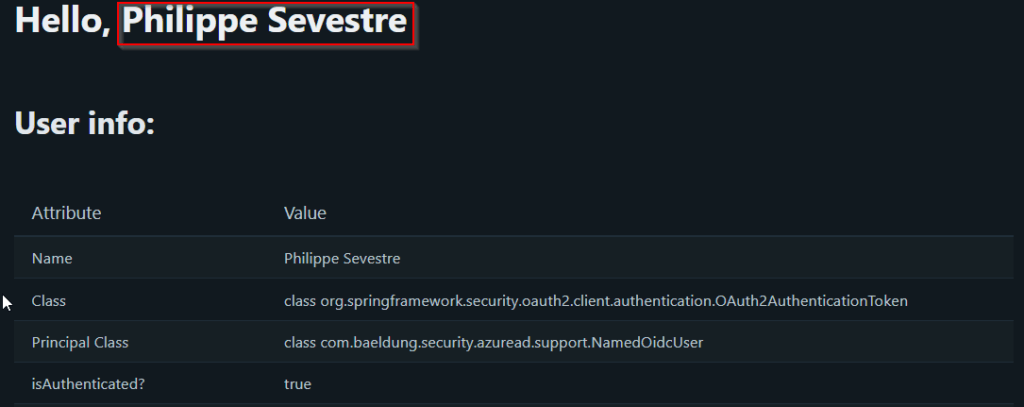 Hello, Philippe Sevestre
User info:
Attribute Value
Name Philippe Sevestre
Class class org.springframework.security.oauth2.client.authentication.OAuth2AuthenticationToken
Principal Class class com.baeldung.security.azuread.support.NamedOidcUser
isAuthenticated? true